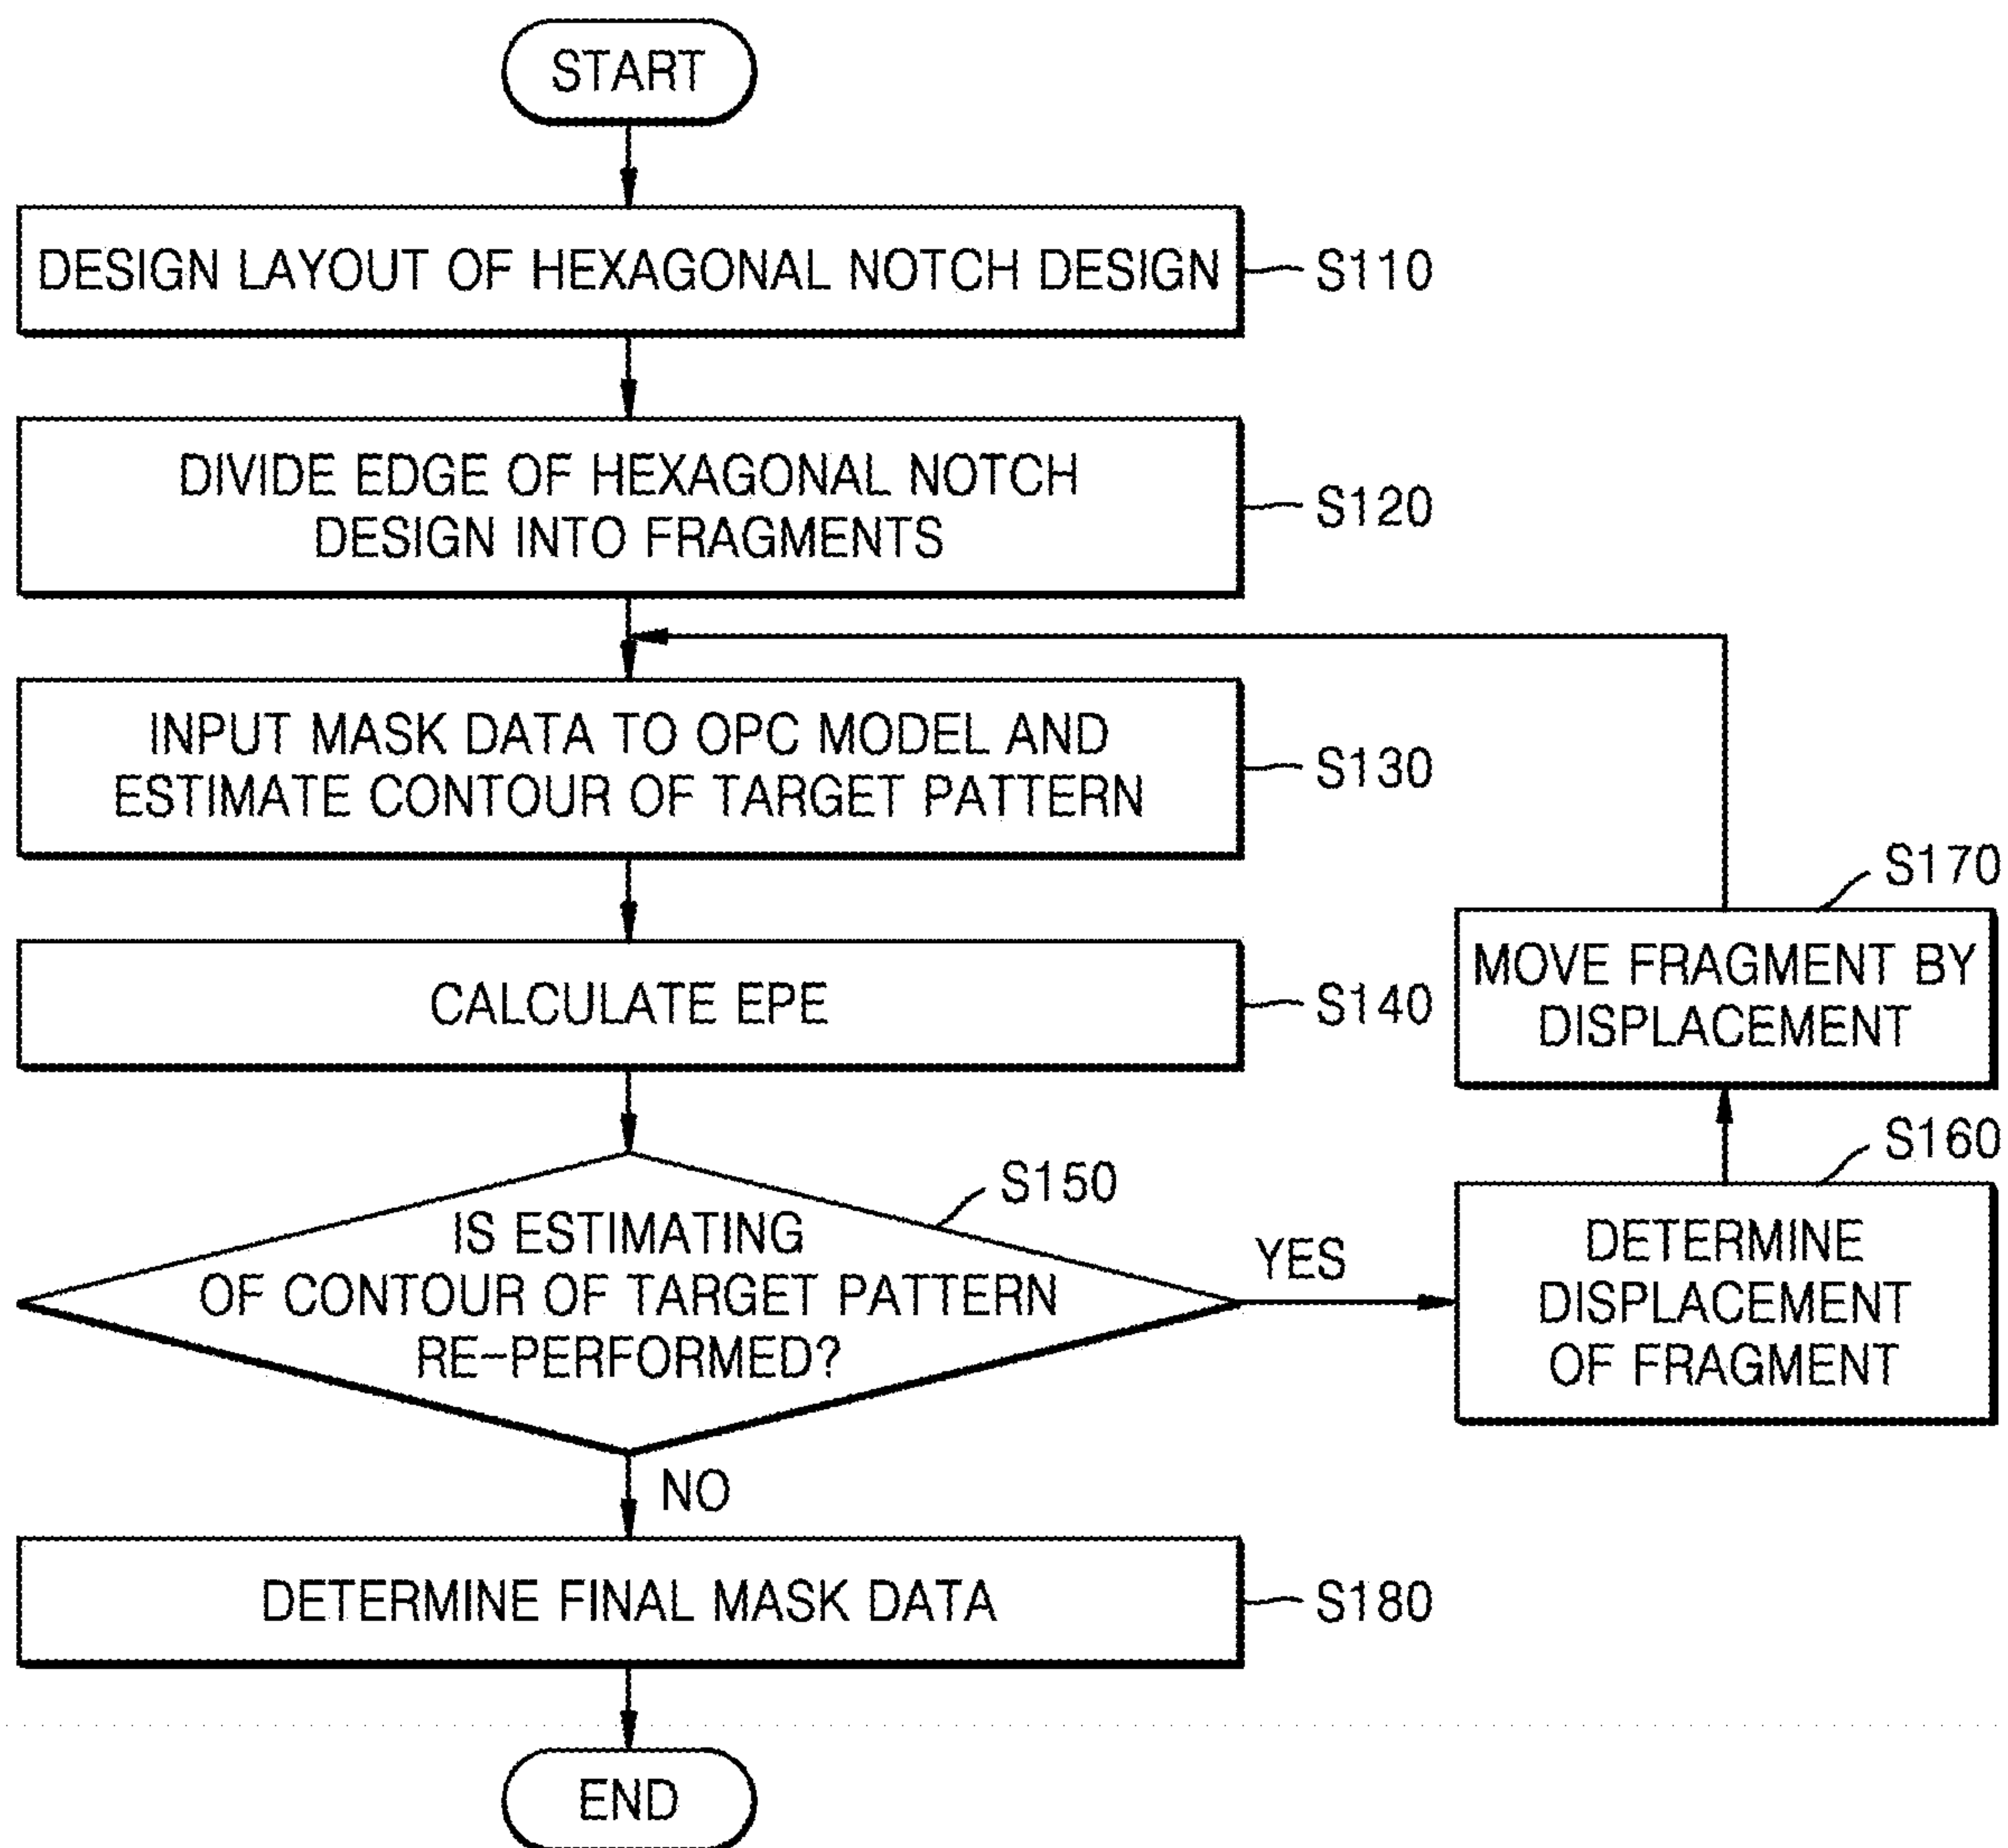 START
DESIGN LAYOUT OF HEXAGONAL NOTCH DESIGN
S110
DIVIDE EDGE OF HEXAGONAL NOTCH
DESIGN INTO FRAGMENTS
S120
INPUT MASK DATA TO OPC MODEL AND
ESTIMATE CONTOUR OF TARGET PATTERN
S130
CALCULATE EPE
S140
IS ESTIMATING
OF CONTOUR OF TARGET PATTERN
RE-PERFORMED?
S150
YES
DETERMINE
DISPLACEMENT
OF FRAGMENT
S160
MOVE FRAGMENT BY
DISPLACEMENT
S170
NO
DETERMINE FINAL MASK DATA
S180
END